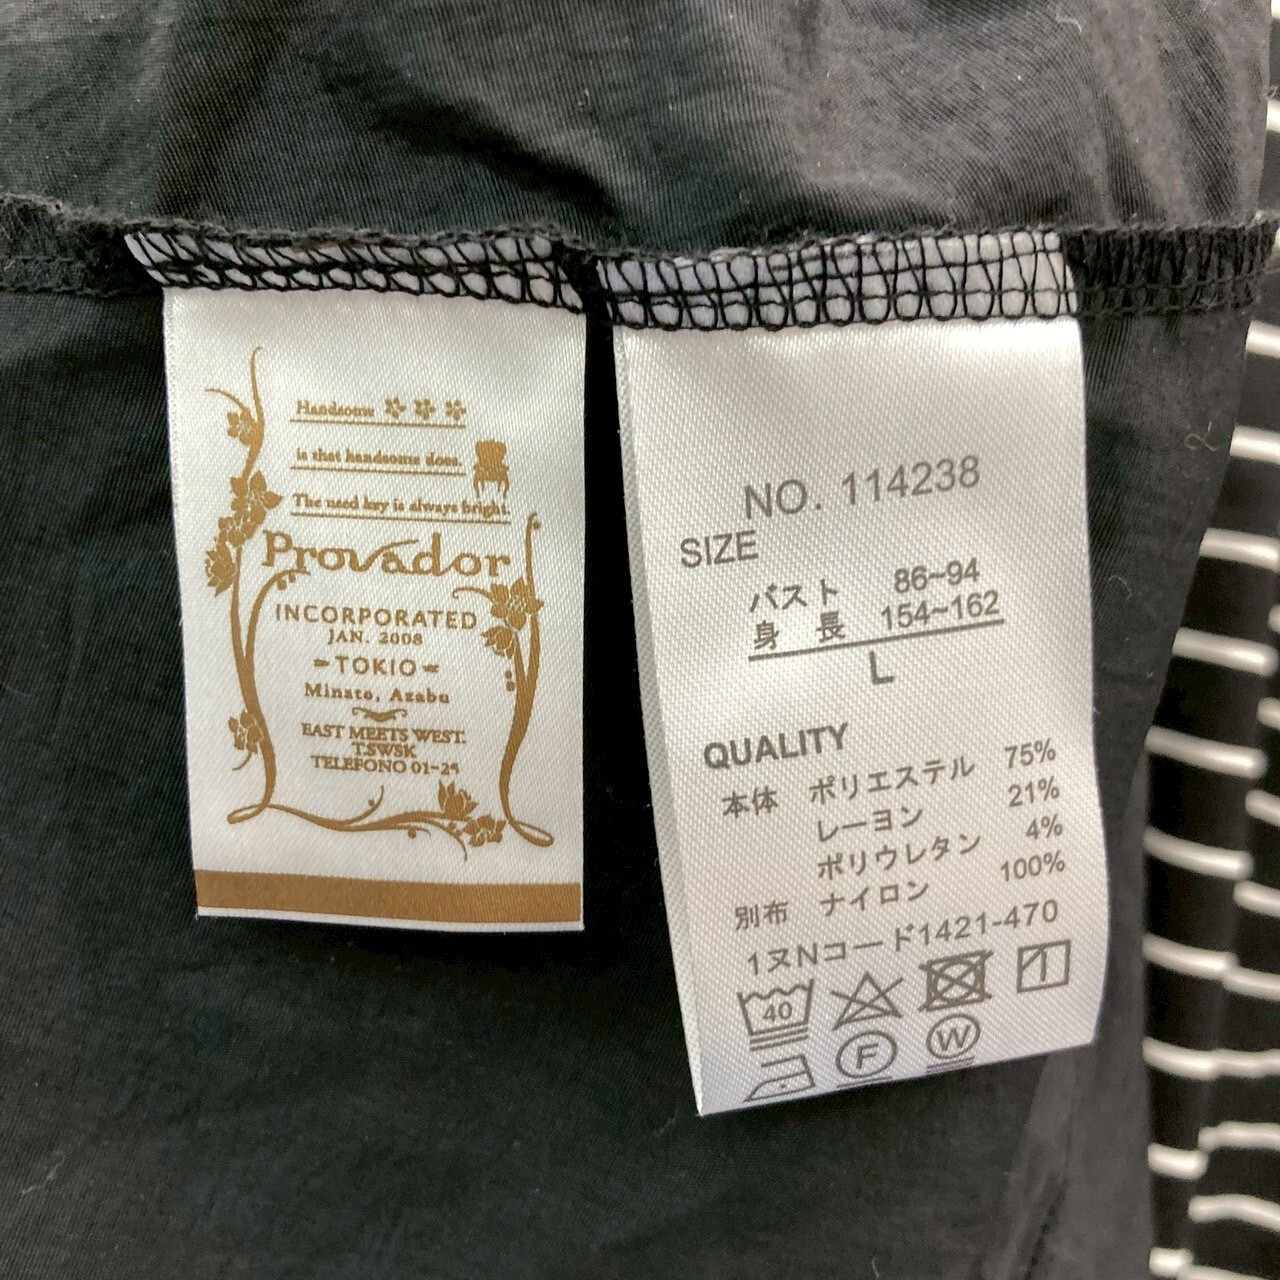 Handsome
is that handsome does.
The used key is always bright.
Provador
INCORPORATED
JAN. 2008
TOKIO
Minato, Azabu
EAST MEETS WEST.
T.S.W.S.K
TELEFONO 01-24
NO. 114238
SIZE
バスト 86~94
身 長 154~162
L
QUALITY
本体 ポリエステル 75%
レーヨン 21%
ポリウレタン 4%
別布 ナイロン 100%
1ヌNコード1421-470
40
F
W